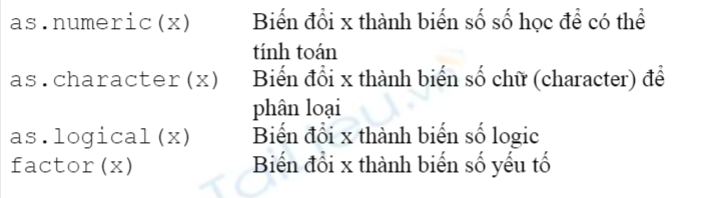 as.numeric(x) Biến đổi x thành biến số số học để có thể
tính toán
as.character(x) Biến đổi x thành biến số chữ (character) để
phân loại
as.logical(x) Biến đổi x thành biến số logic
factor(x) Biến đổi x thành biến số yếu tố
TaiLieu.vn